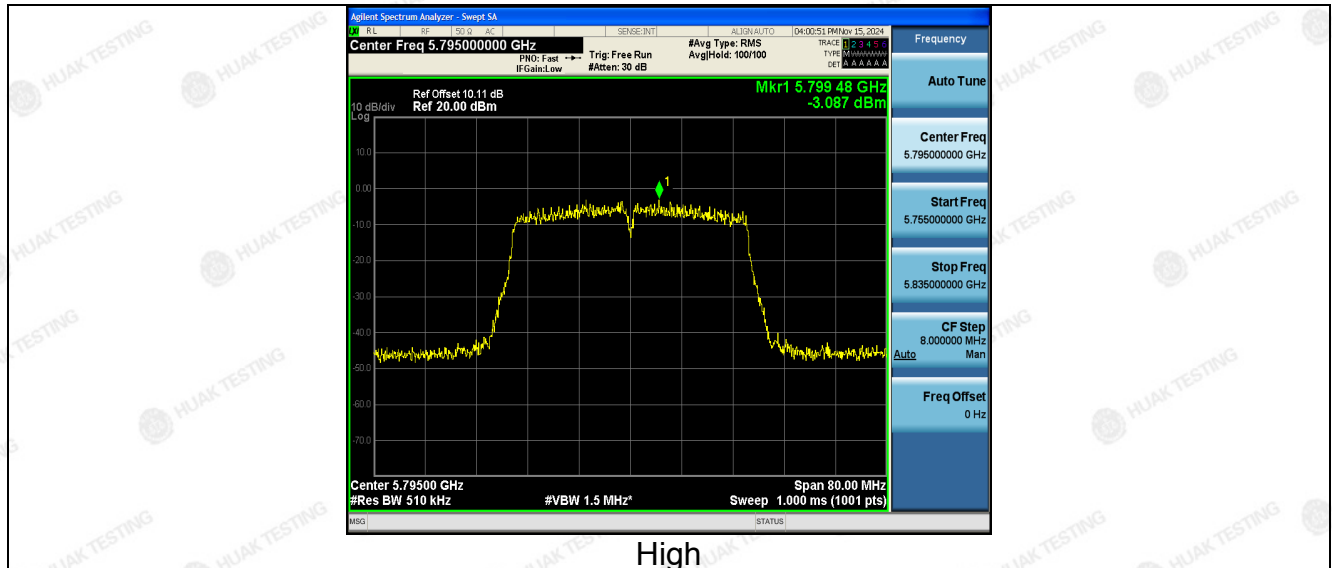 Agilent Spectrum Analyzer - Swept SA
RL RF 50 Ω AC SENSE:INT ALIGN AUTO 04:00:51 PM Nov 15, 2024
Center Freq 5.795000000 GHz
PNO: Fast
IFGain:Low
Trig: Free Run
#Atten: 30 dB
#Avg Type: RMS
Avg|Hold: 100/100
TRACE 1 2 3 4 5 6
TYPE M
DET A A A A A A
Ref Offset 10.11 dB
10 dB/div Ref 20.00 dBm
Log
Mkr1 5.799 48 GHz
-3.087 dBm
10.0
0.00
-10.0
-20.0
-30.0
-40.0
-50.0
-60.0
-70.0
1
Center 5.79500 GHz Span 80.00 MHz
#Res BW 510 kHz #VBW 1.5 MHz* Sweep 1.000 ms (1001 pts)
MSG STATUS
Frequency
Auto Tune
Center Freq
5.795000000 GHz
Start Freq
5.755000000 GHz
Stop Freq
5.835000000 GHz
CF Step
8.000000 MHz
Auto Man
Freq Offset
0 Hz
High
HUAK TESTING